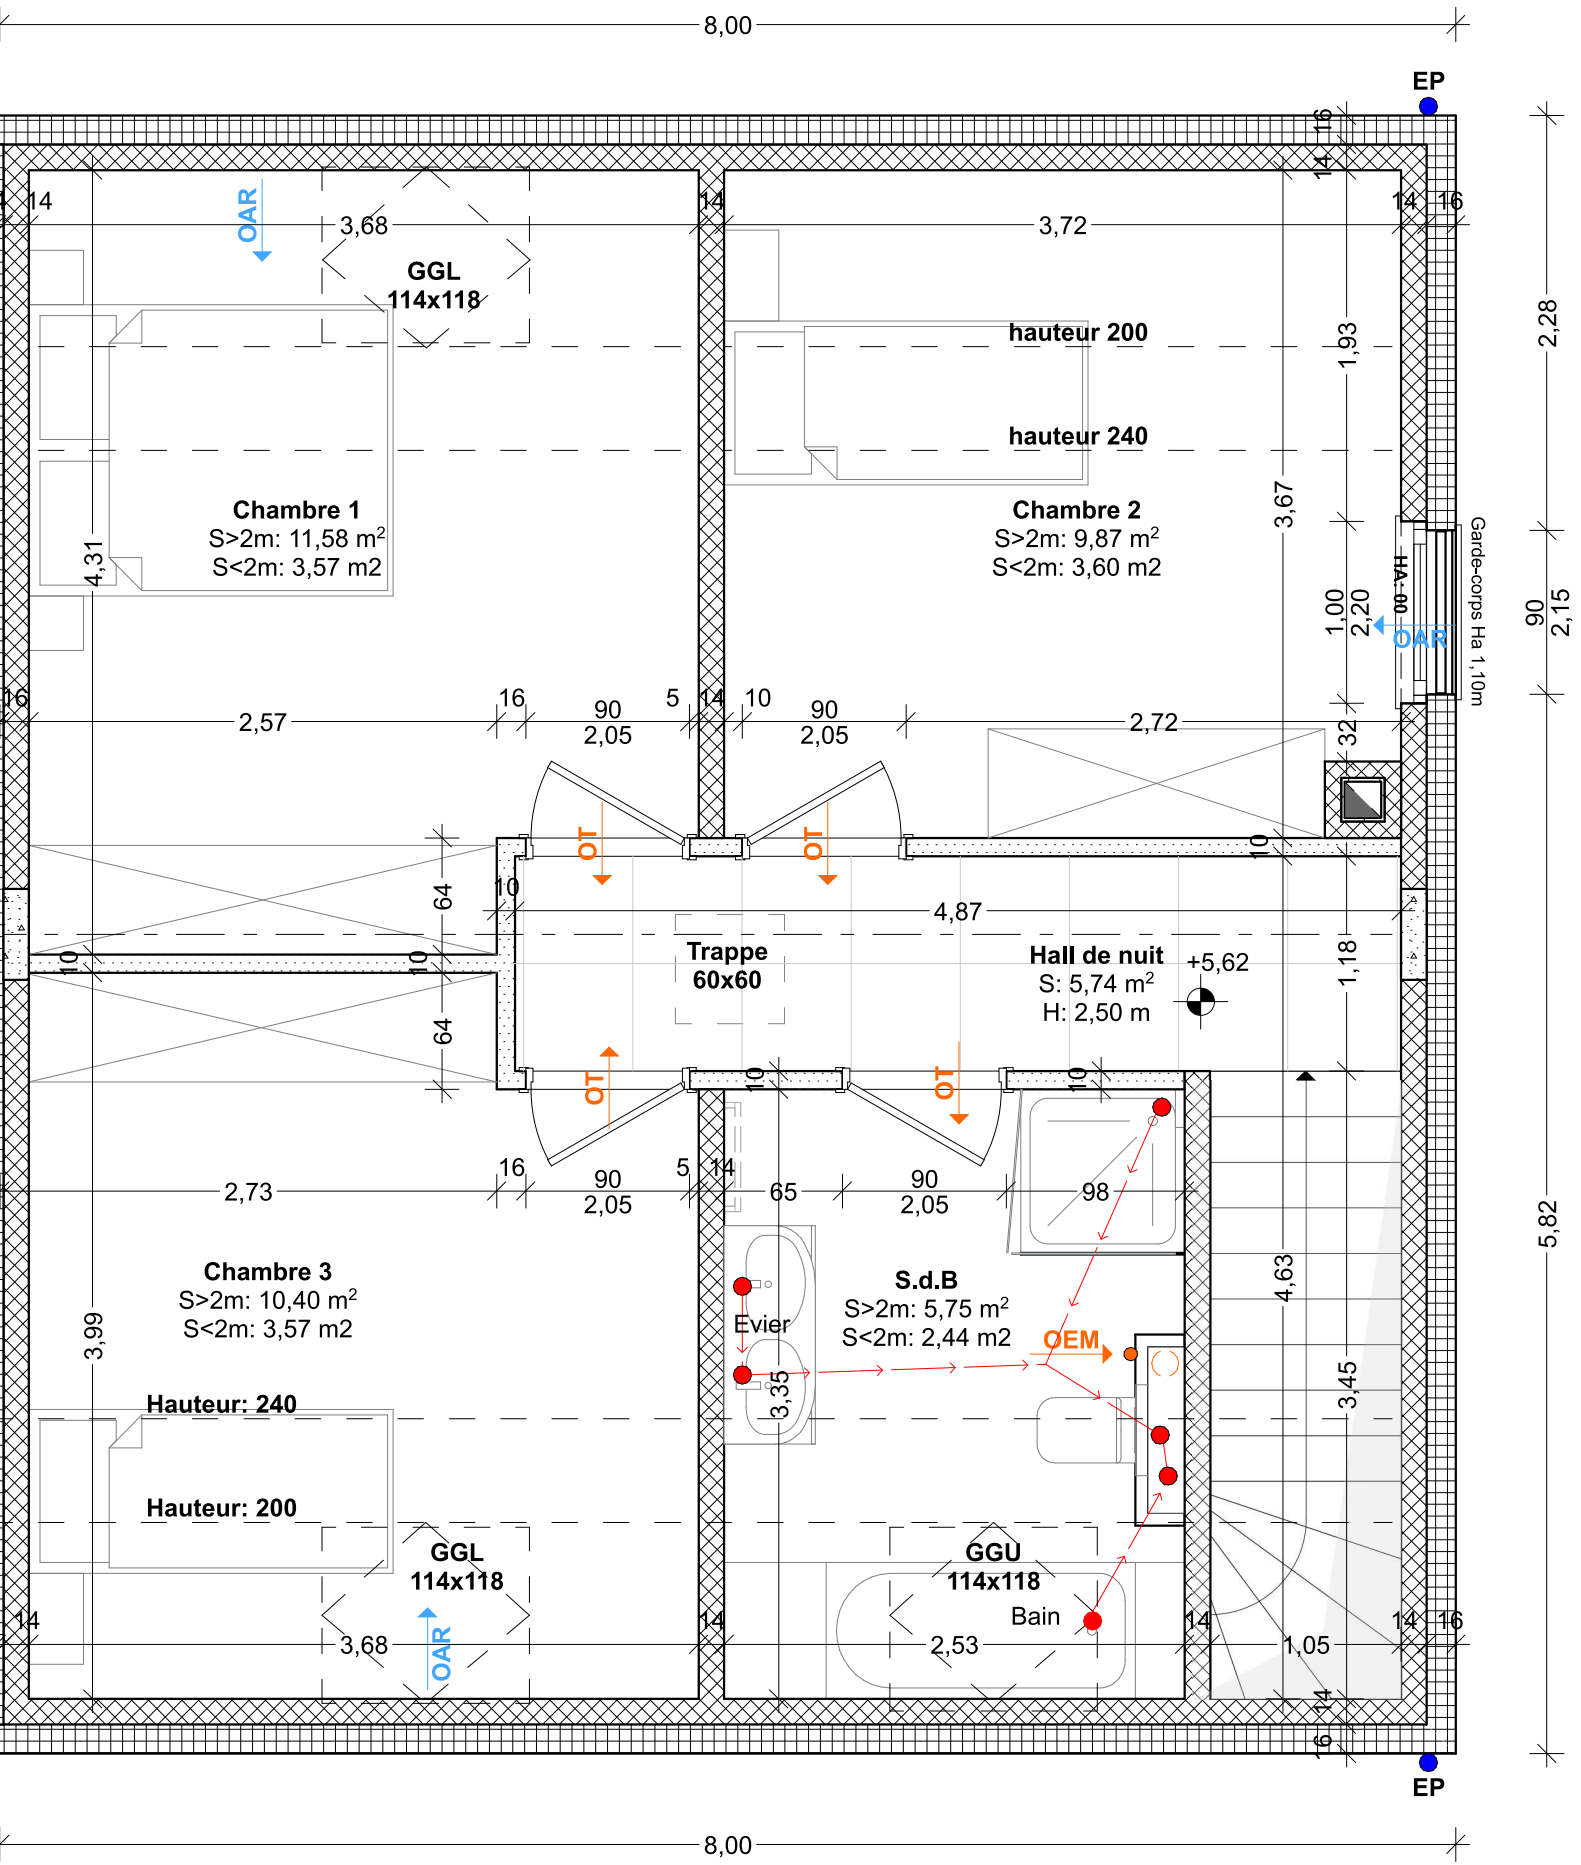 8,00
EP
16
14
14
OAR
3,68
14
3,72
14
16
GGL
114x118
hauteur 200
1,93
2,28
hauteur 240
Chambre 1
S>2m: 11,58 m²
S<2m: 3,57 m2
Chambre 2
S>2m: 9,87 m²
S<2m: 3,60 m2
3,67
4,31
HA: 00
Garde-corps Ha 1,10m
1,00
2,20
OAR
90
2,15
16
2,57
16
90
2,05
5
14
10
90
2,05
2,72
32
OT
OT
10
64
10
4,87
Trappe
60x60
Hall de nuit
S: 5,74 m²
H: 2,50 m
+5,62
1,18
10
10
64
OT
10
OT
10
2,73
16
90
2,05
5
14
65
90
2,05
98
5,82
Chambre 3
S>2m: 10,40 m²
S<2m: 3,57 m2
S.d.B
S>2m: 5,75 m²
S<2m: 2,44 m2
4,63
Evier
OEM
3,99
3,35
3,45
Hauteur: 240
Hauteur: 200
GGL
114x118
GGU
114x118
Bain
14
3,68
OAR
14
2,53
14
1,05
14
16
14
16
EP
8,00